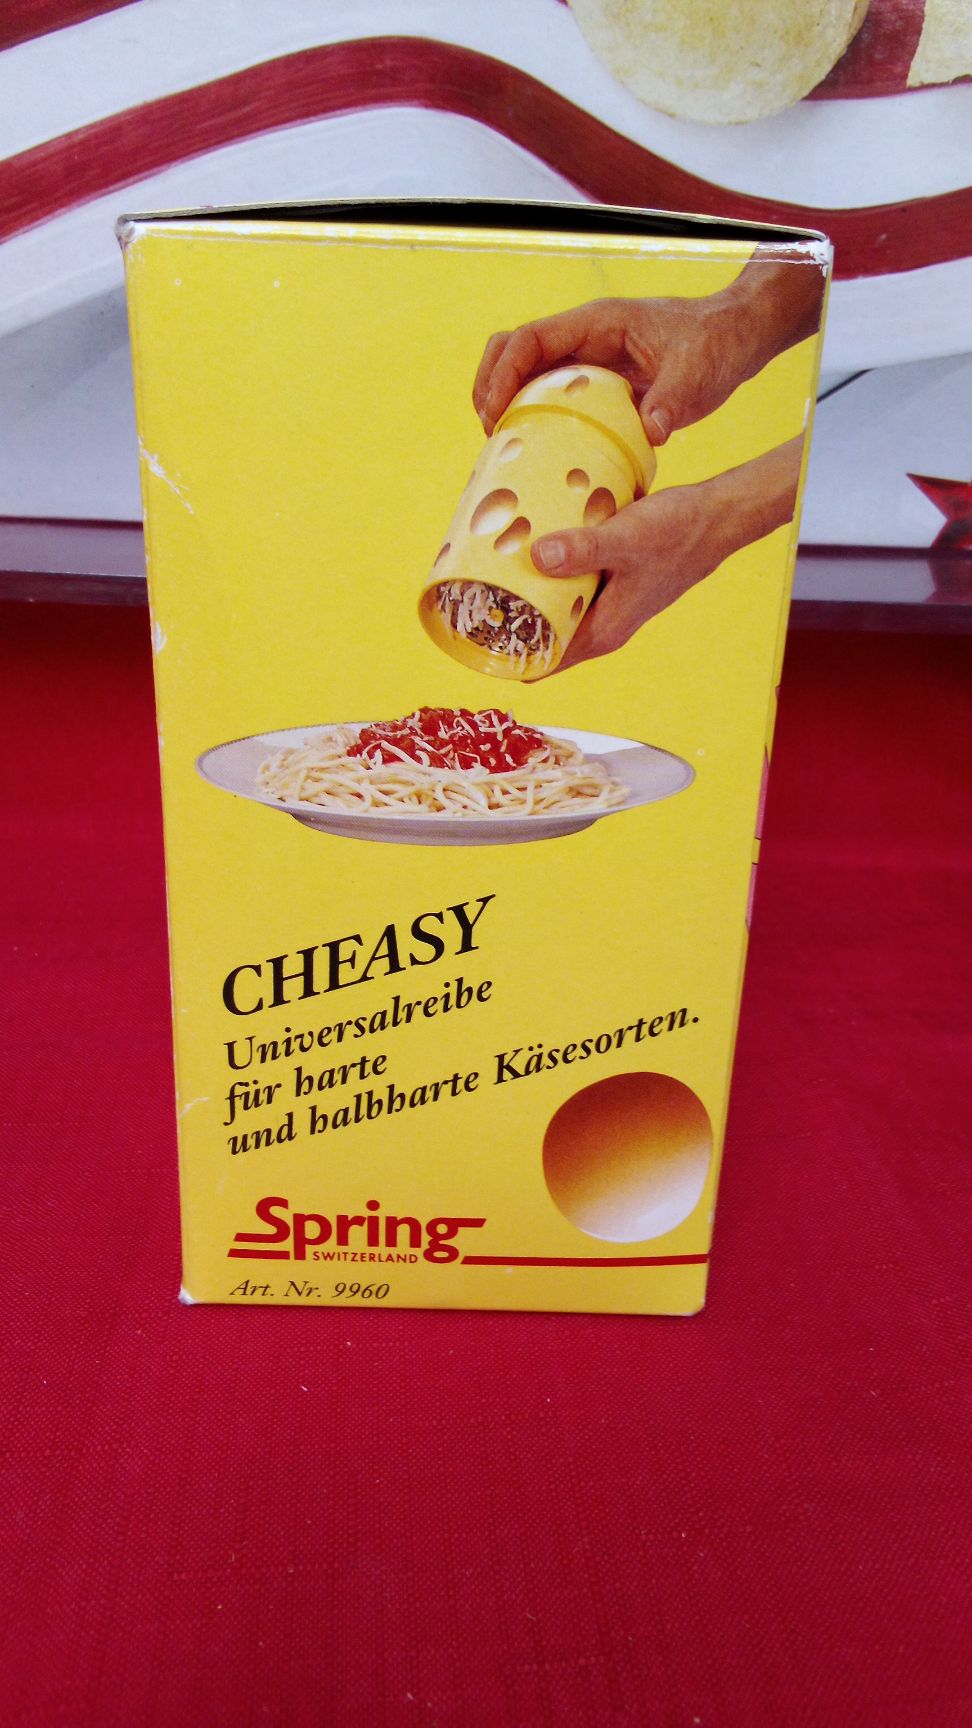 CHEASY
Universalreibe
für harte
und halbharte Käsesorten.
Spring
SWITZERLAND
Art. Nr. 9960